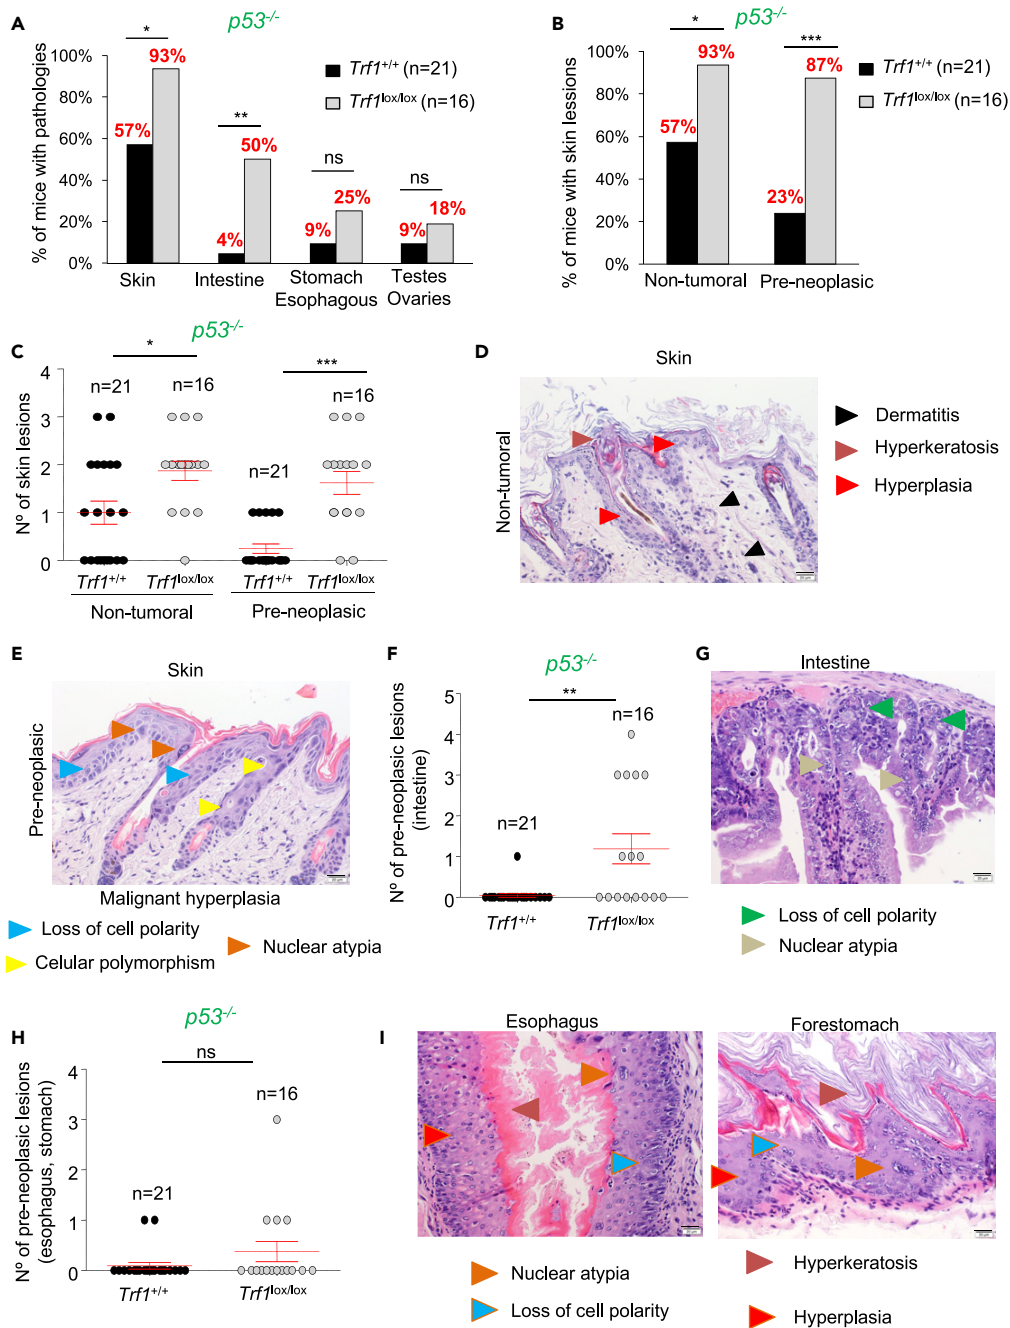 A
p53-/-
% of mice with pathologies
100%
80%
60%
40%
20%
0%
*
93%
57%
**
50%
4%
ns
25%
9%
ns
18%
9%
Trf1+/+ (n=21)
Trf1lox/lox (n=16)
Skin
Intestine
Stomach
Esophagous
Testes
Ovaries
B
p53-/-
% of mice with skin lessions
100%
80%
60%
40%
20%
0%
*
93%
57%
***
87%
23%
Trf1+/+ (n=21)
Trf1lox/lox (n=16)
Non-tumoral
Pre-neoplasic
C
p53-/-
Nº of skin lesions
4
3
2
1
0
*
n=21
n=16
***
n=21
n=16
Trf1+/+
Trf1lox/lox
Trf1+/+
Trf1lox/lox
Non-tumoral
Pre-neoplasic
D
Skin
Non-tumoral
Dermatitis
Hyperkeratosis
Hyperplasia
E
Skin
Pre-neoplasic
Malignant hyperplasia
Loss of cell polarity
Nuclear atypia
Celular polymorphism
F
p53-/-
Nº of pre-neoplasic lesions
(intestine)
5
4
3
2
1
0
**
n=21
n=16
Trf1+/+
Trf1lox/lox
G
Intestine
Loss of cell polarity
Nuclear atypia
H
p53-/-
Nº of pre-neoplasic lesions
(esophagus, stomach)
4
3
2
1
0
ns
n=21
n=16
Trf1+/+
Trf1lox/lox
I
Esophagus
Forestomach
Nuclear atypia
Loss of cell polarity
Hyperkeratosis
Hyperplasia